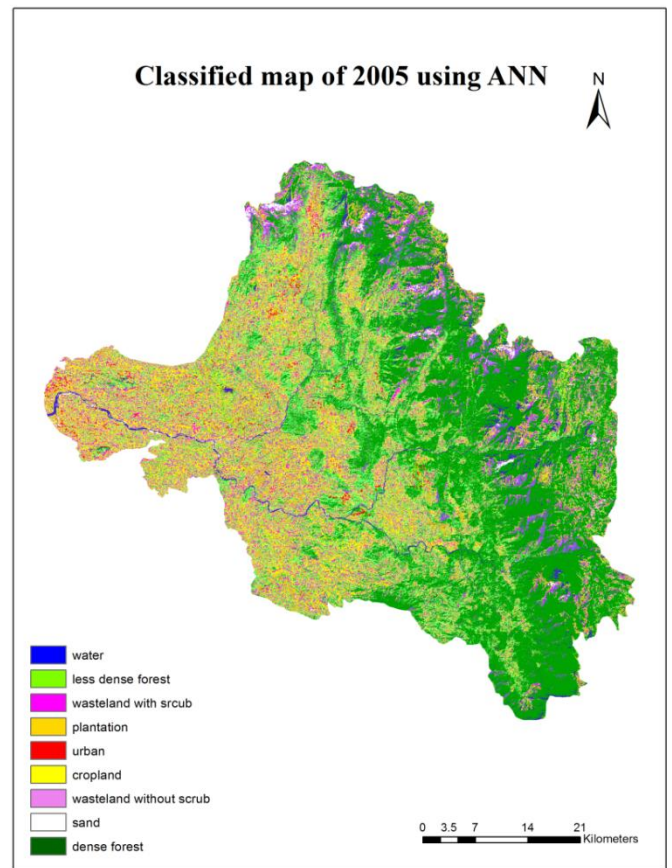 Classified map of 2005 using ANN
N
water
less dense forest
wasteland with srcub
plantation
urban
cropland
wasteland without scrub
sand
dense forest
0 3.5 7 14 21
Kilometers